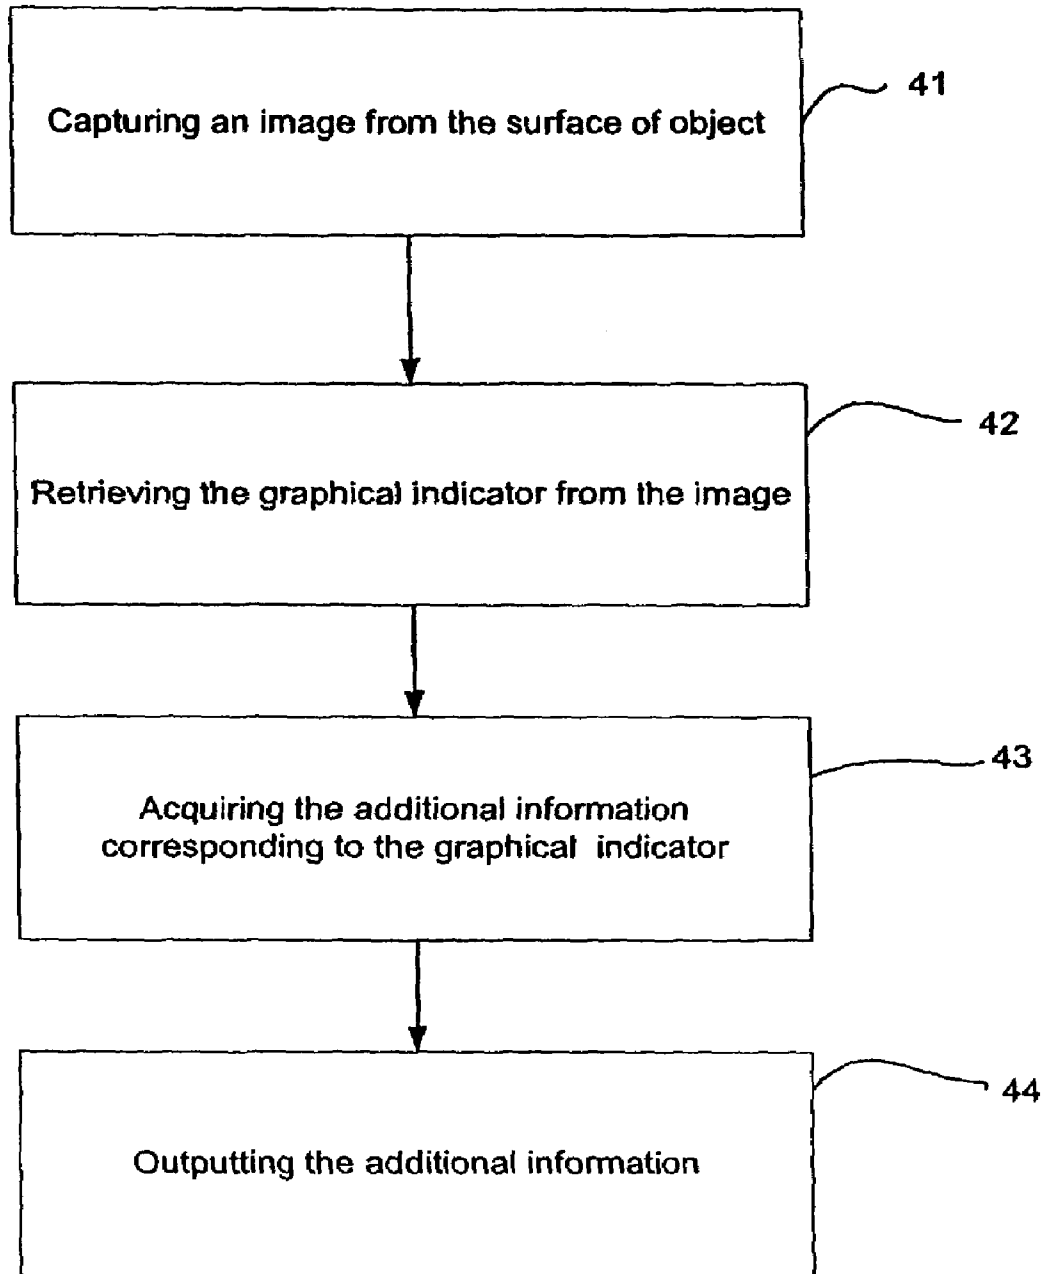 Capturing an image from the surface of object
41
Retrieving the graphical indicator from the image
42
Acquiring the additional information
corresponding to the graphical indicator
43
Outputting the additional information
44